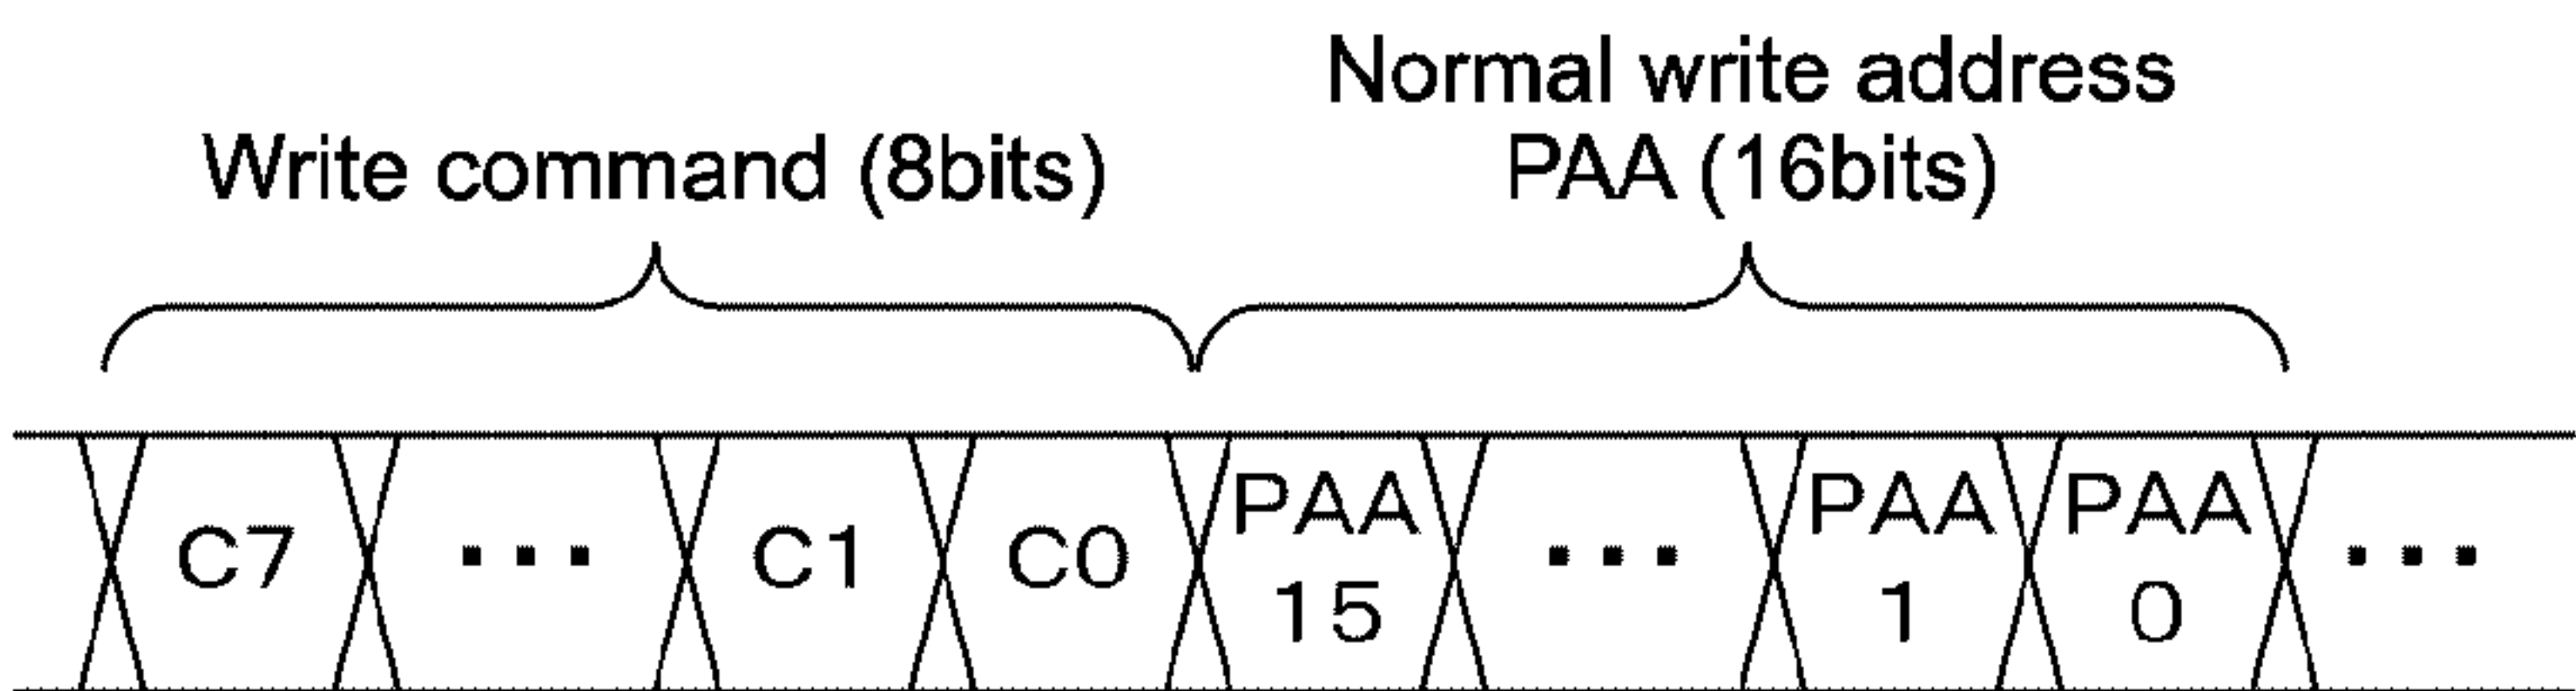 Normal write address
Write command (8bits) PAA (16bits)
C7 ... C1 C0 PAA 15 ... PAA 1 PAA 0 ...